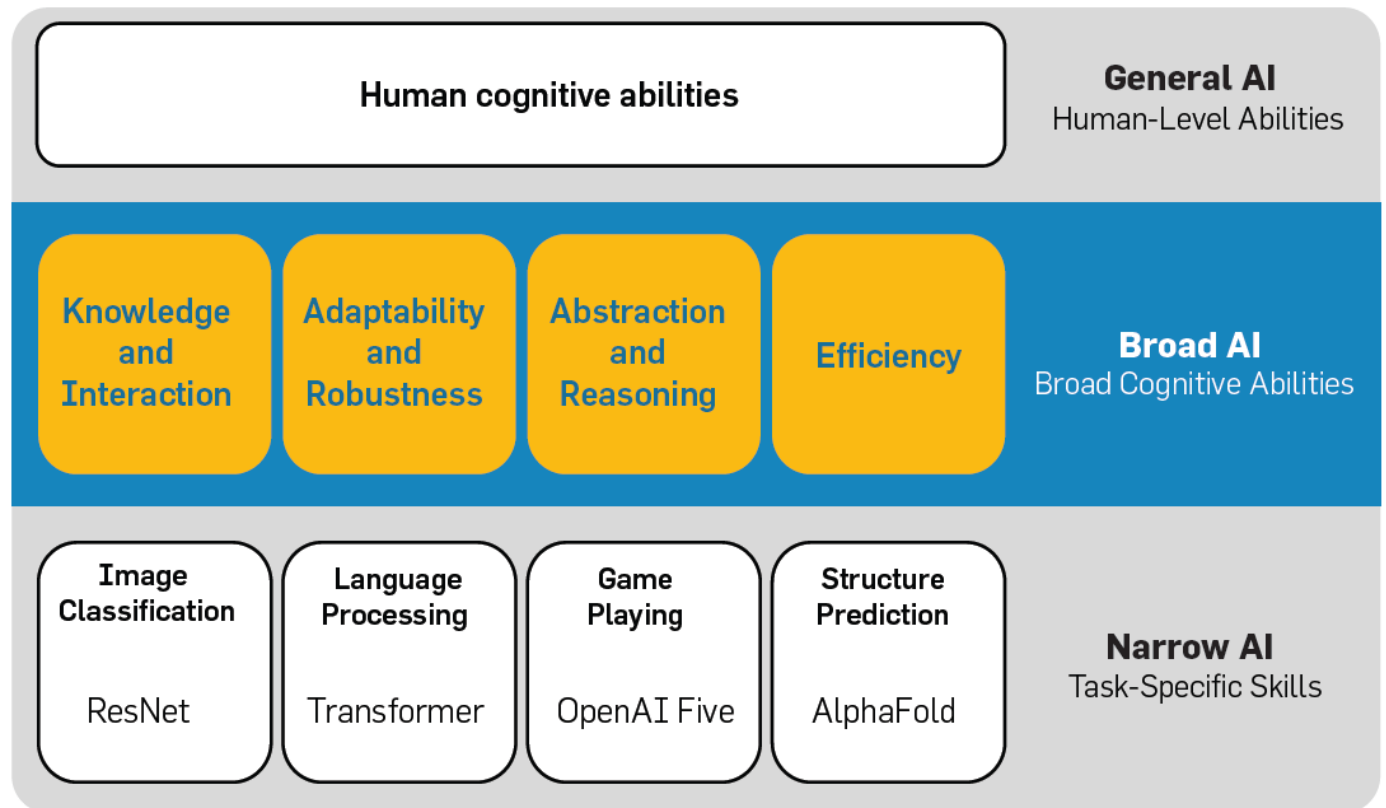 Human cognitive abilities
General AI
Human-Level Abilities
Knowledge
and
Interaction
Adaptability
and
Robustness
Abstraction
and
Reasoning
Efficiency
Broad AI
Broad Cognitive Abilities
Image
Classification
ResNet
Language
Processing
Transformer
Game
Playing
OpenAI Five
Structure
Prediction
AlphaFold
Narrow AI
Task-Specific Skills